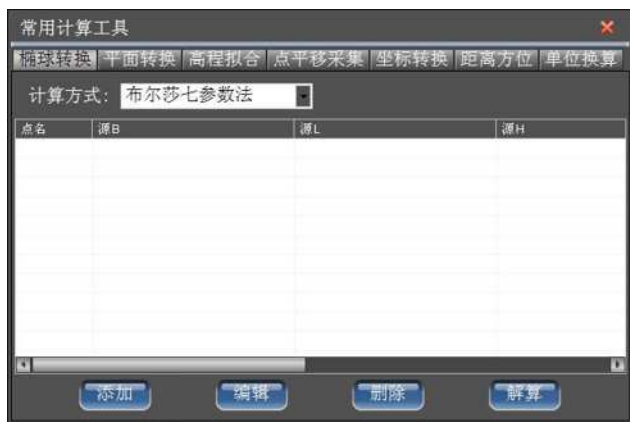 常用计算工具
椭球转换 平面转换 高程拟合 点平移采集 坐标转换 距离方位 单位换算
计算方式: 布尔莎七参数法
点名 源B 源L 源H
添加 编辑 删除 解算